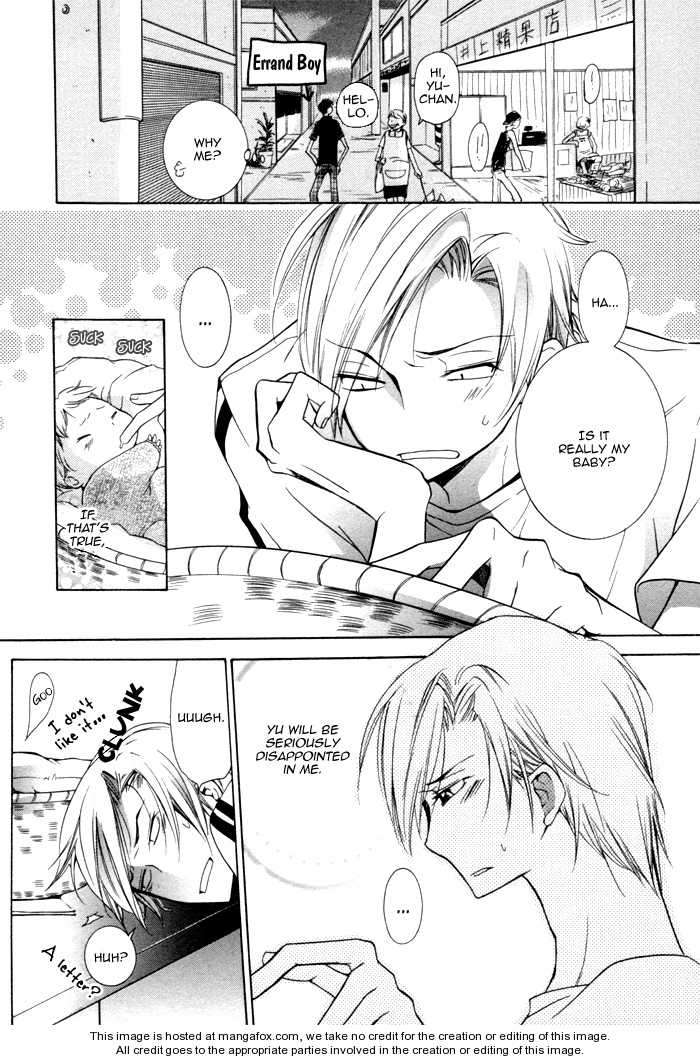 Errand Boy
HI,
YU-
CHAN.
HEL-
LO.
WHY
ME?
井上精果店
HA...
...
IS IT
REALLY MY
BABY?
SUCK
SUCK
IF
THAT'S
TRUE,
YU WILL BE
SERIOUSLY
DISAPPOINTED
IN ME.
...
UUUGH.
CLUNK
GOO
I don't
like it...
HUH?
A letter?
This image is hosted at mangafox.com, we take no credit for the creation or editing of this image.
All credit goes to the appropriate parties involved in the creation or editing of this image.